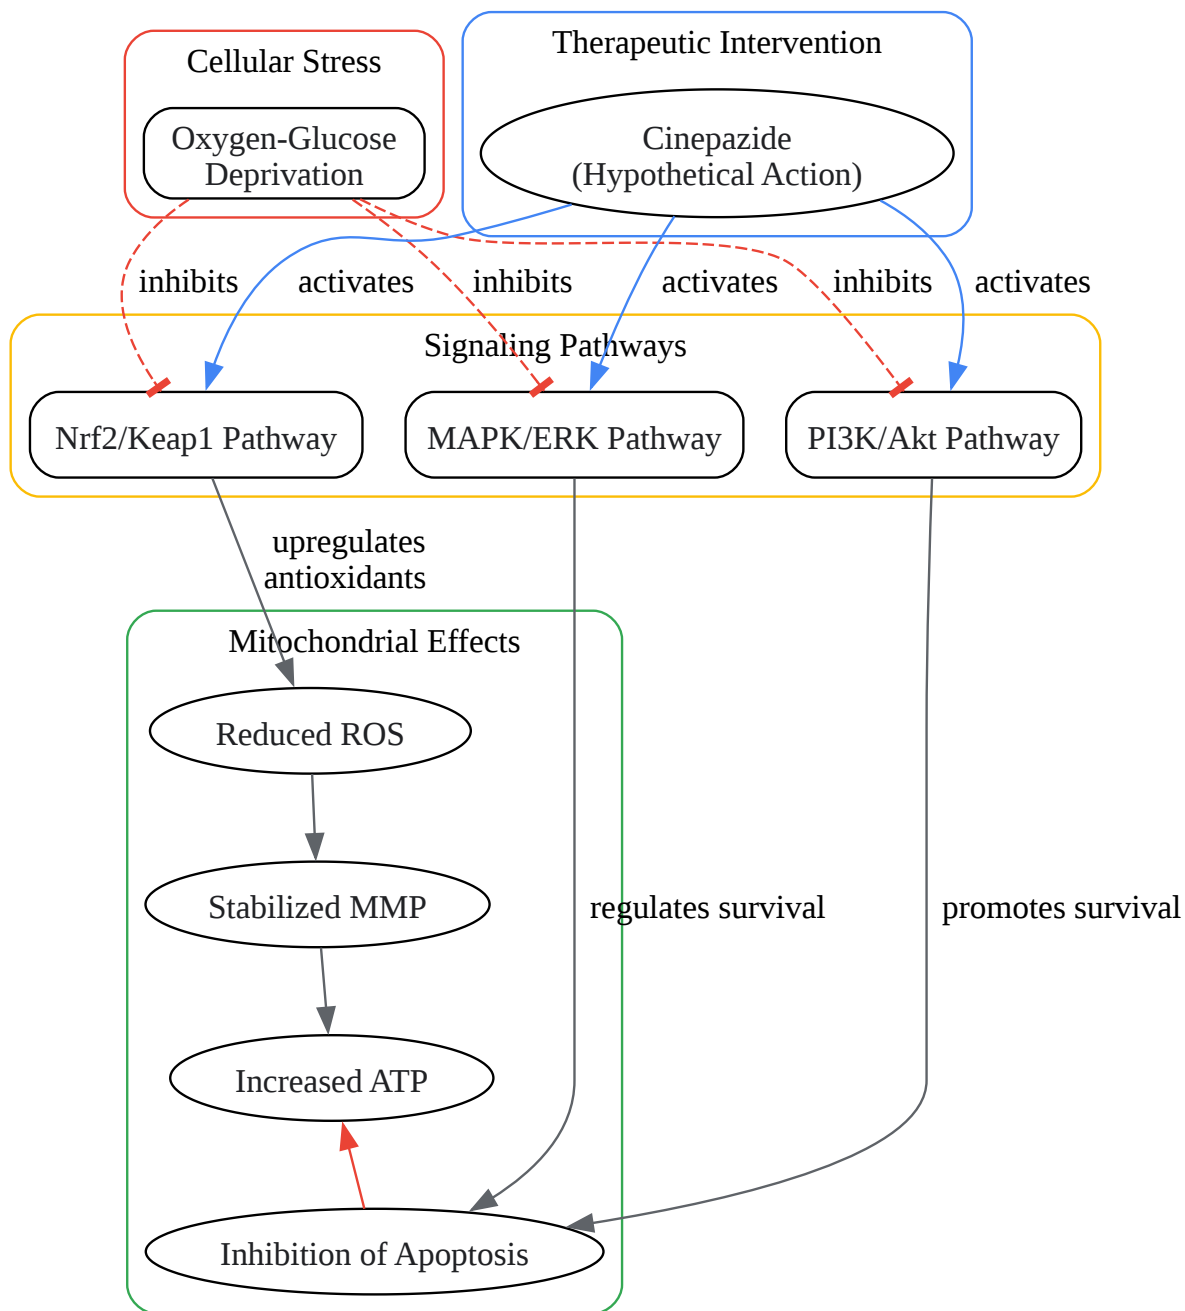 Cellular Stress
Therapeutic Intervention
Oxygen-Glucose
Deprivation
Cinepazide
(Hypothetical Action)
inhibits
activates
inhibits
activates
inhibits
activates
Signaling Pathways
Nrf2/Keap1 Pathway
MAPK/ERK Pathway
PI3K/Akt Pathway
upregulates
antioxidants
Mitochondrial Effects
Reduced ROS
Stabilized MMP
regulates survival
promotes survival
Increased ATP
Inhibition of Apoptosis